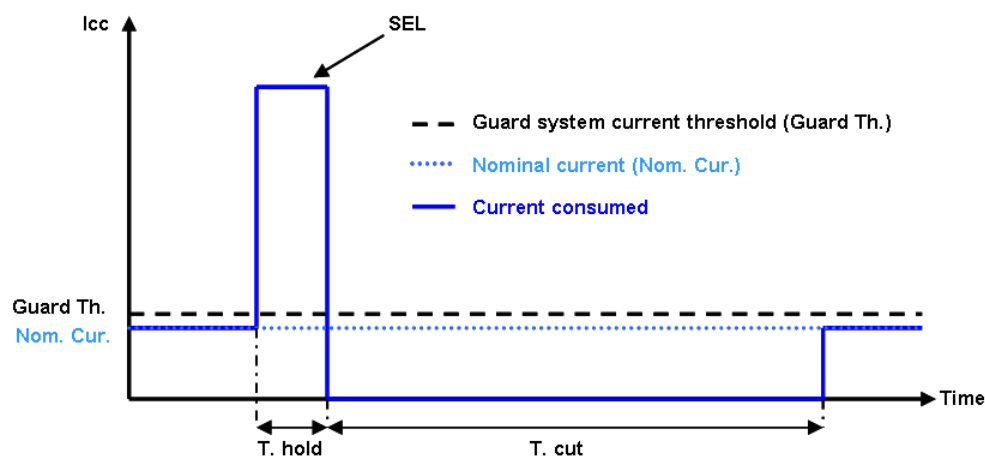 Icc
SEL
Guard system current threshold (Guard Th.)
Nominal current (Nom. Cur.)
Current consumed
Guard Th.
Nom. Cur.
Time
T. hold
T. cut